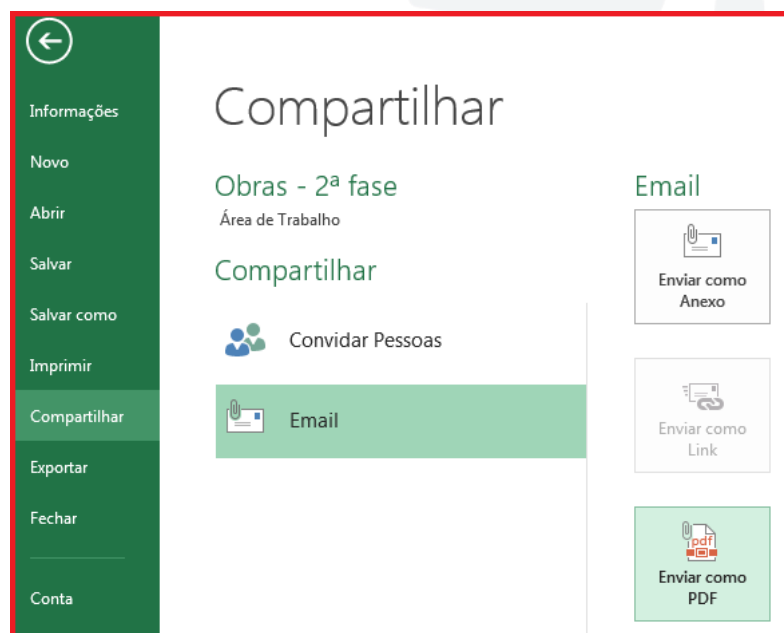 Informações
Novo
Abrir
Salvar
Salvar como
Imprimir
Compartilhar
Exportar
Fechar
Conta
Compartilhar
Obras - 2ª fase
Área de Trabalho
Compartilhar
Convidar Pessoas
Email
Email
Enviar como
Anexo
Enviar como
Link
pdf
Enviar como
PDF